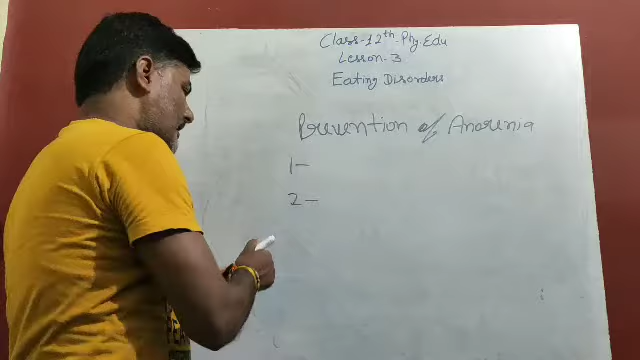 Class-12th Phy. Edu
Lesson-3
Eating Disorders
Prevention of Anorexia
1-
2-